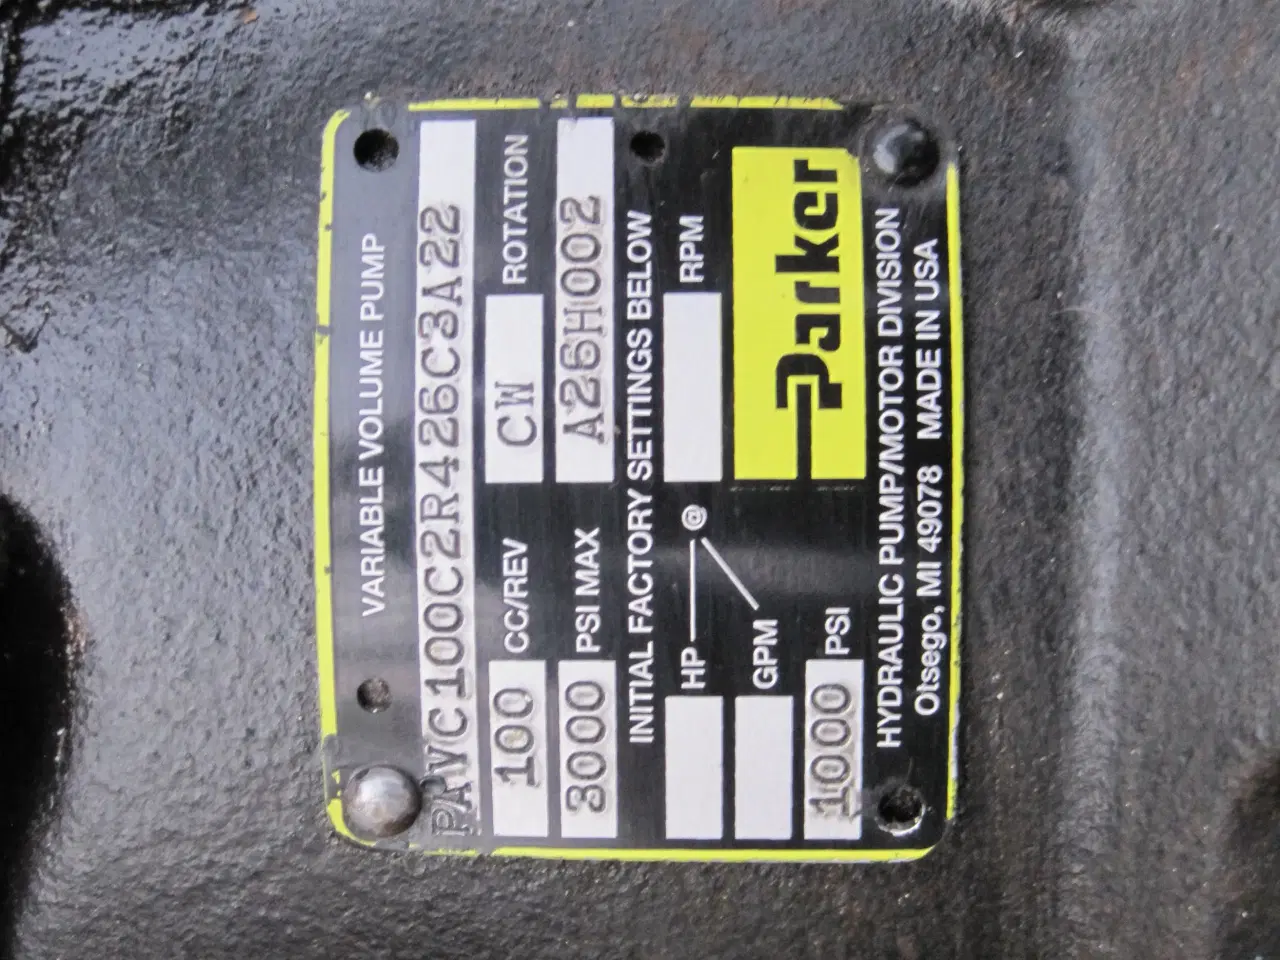 VARIABLE VOLUME PUMP
PAVC100C2R426C3A22
100 CC/REV CW ROTATION
3000 PSI MAX A26H002
INITIAL FACTORY SETTINGS BELOW
HP @ RPM
GPM
1000 PSI
Parker
HYDRAULIC PUMP/MOTOR DIVISION
Otsego, MI 49078 MADE IN USA